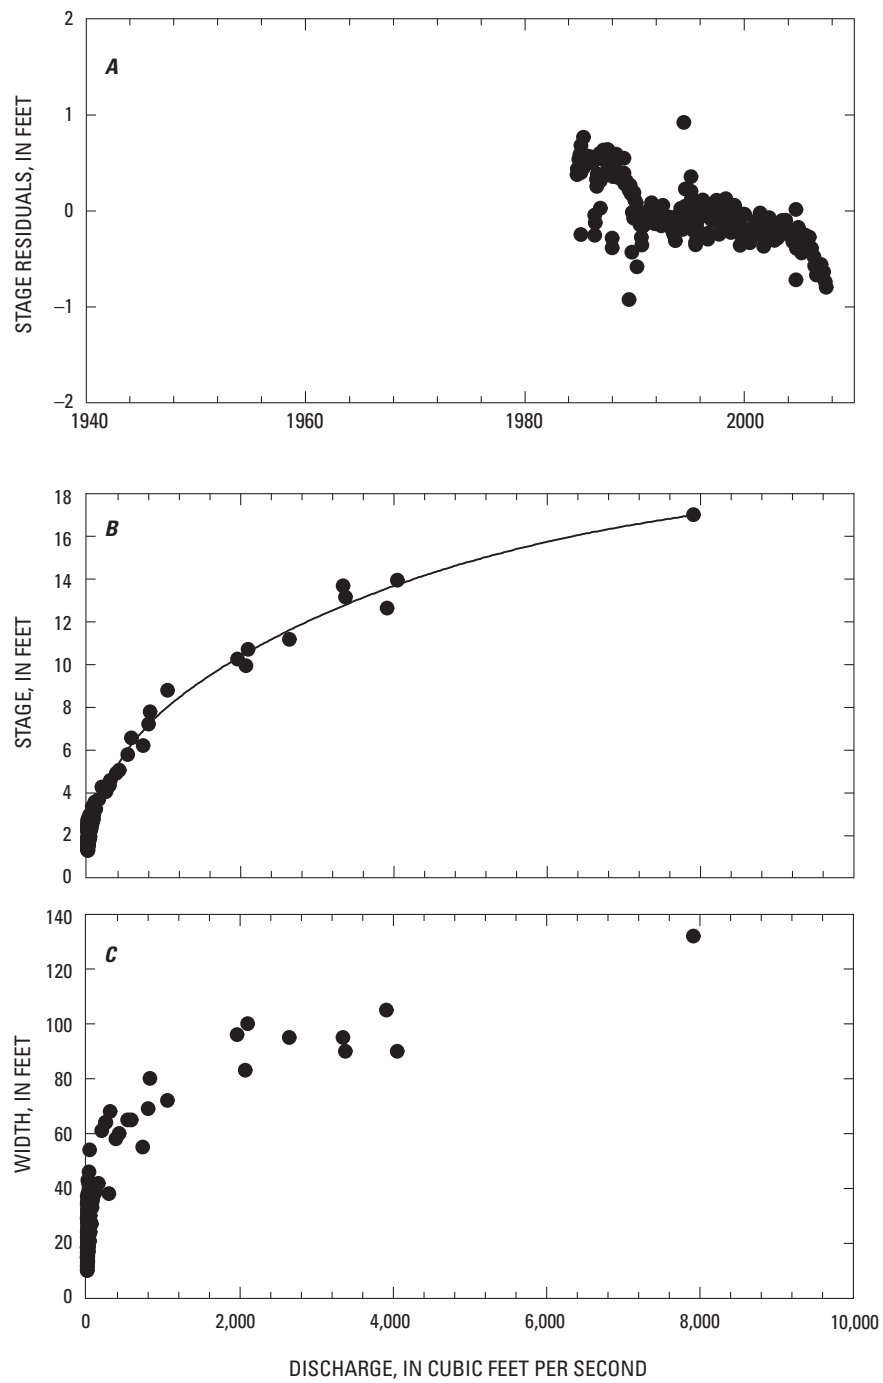 2
1
0
–1
–2
STAGE RESIDUALS, IN FEET
A
1940 1960 1980 2000
18
16
14
12
10
8
6
4
2
0
STAGE, IN FEET
B
140
120
100
80
60
40
20
0
WIDTH, IN FEET
C
0 2,000 4,000 6,000 8,000 10,000
DISCHARGE, IN CUBIC FEET PER SECOND